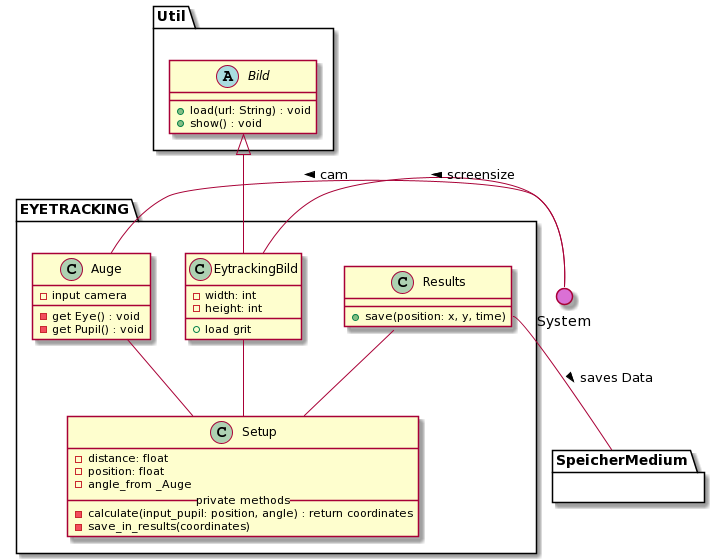 Util
A
Bild
load(url: String) : void
show() : void
cam
screensize
EYETRACKING
C
Auge
input camera
get Eye() : void
get Pupil() : void
C
EytrackingBild
width: int
height: int
load grit
C
Results
save(position: x, y, time)
System
saves Data
C
Setup
distance: float
position: float
angle_from _Auge
private methods
calculate(input_pupil: position, angle) : return coordinates
save_in_results(coordinates)
SpeicherMedium